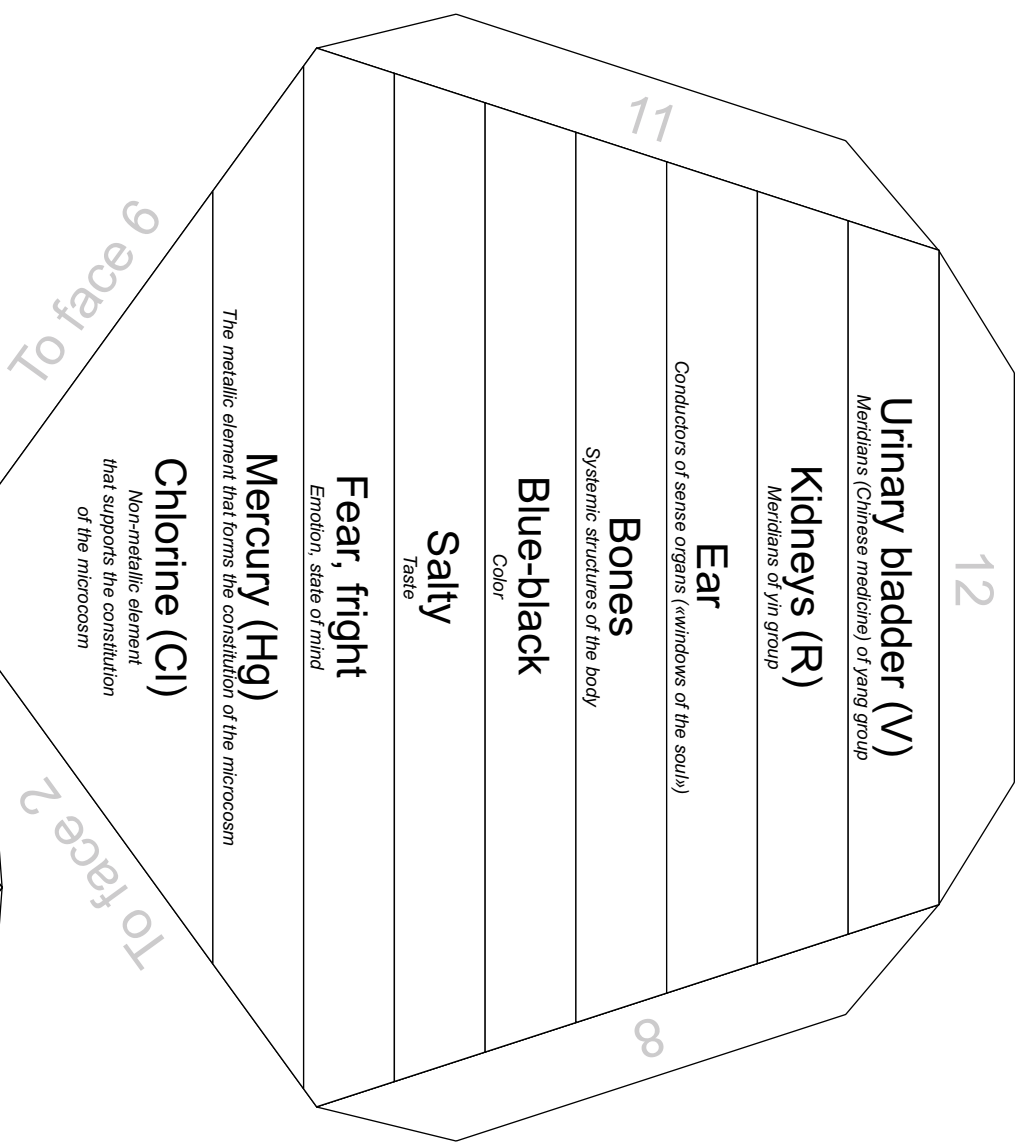 12
Urinary bladder (V)
Meridians (Chinese medicine) of yang group
Kidneys (R)
Meridians of yin group
Ear
Conductors of sense organs («windows of the soul»)
Bones
Systemic structures of the body
Blue-black
Color
Salty
Taste
Fear, fright
Emotion, state of mind
Mercury (Hg)
The metallic element that forms the constitution of the microcosm
Chlorine (Cl)
Non-metallic element
that supports the constitution
of the microcosm
11
8
To face 6
To face 2